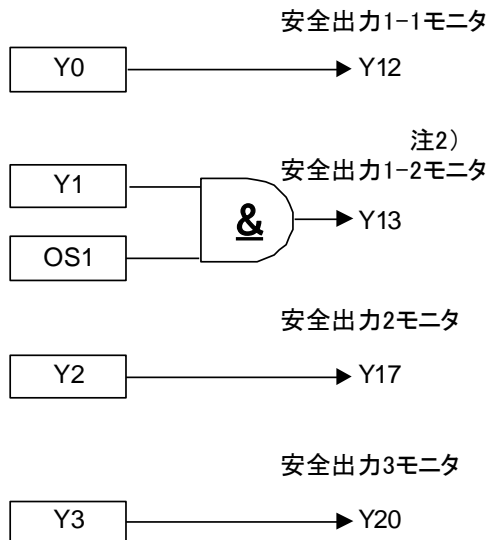 安全出力1-1モニタ
Y0 Y12
注2）
安全出力1-2モニタ
Y1
& Y13
OS1
安全出力2モニタ
Y2 Y17
安全出力3モニタ
Y3 Y20